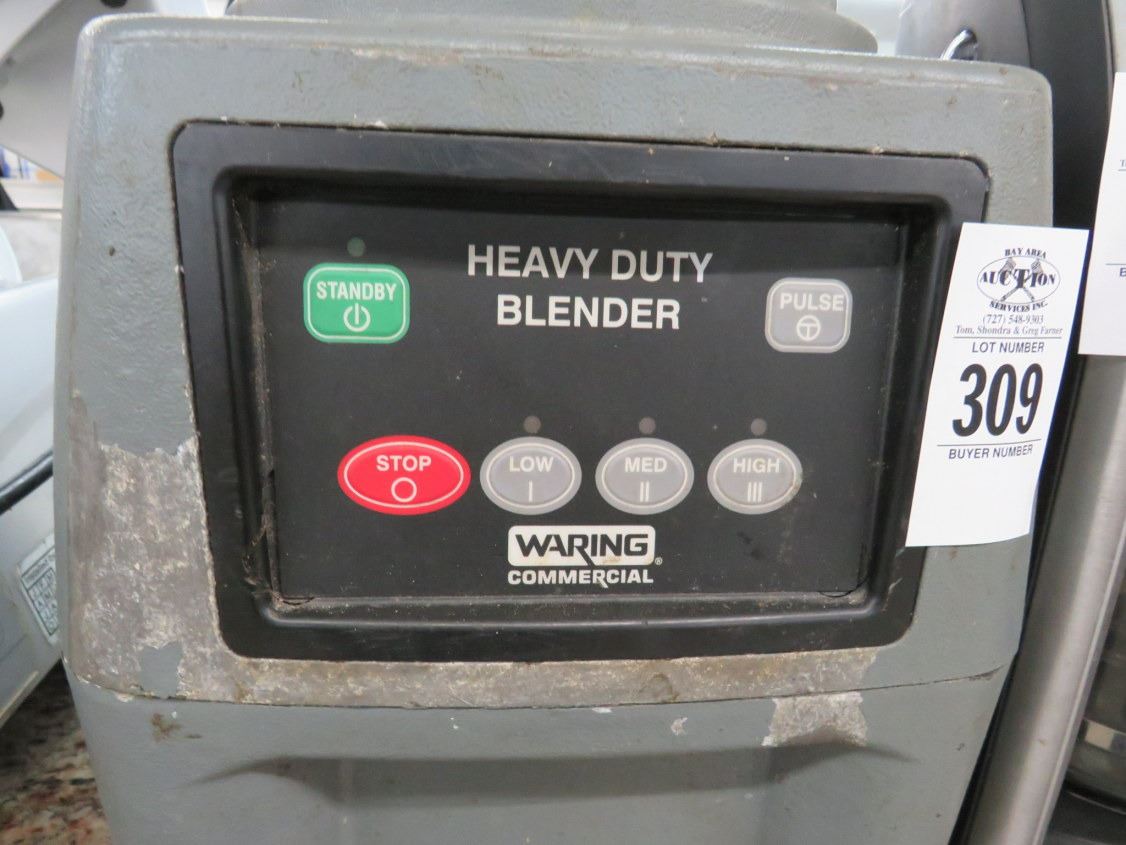 HEAVY DUTY
BLENDER
STANDBY
PULSE
STOP
LOW
I
MED
II
HIGH
III
WARING®
COMMERCIAL
BAY AREA
AUCTION
SERVICES INC.
(727) 548-9303
Tom, Shondra & Greg Farner
LOT NUMBER
309
BUYER NUMBER